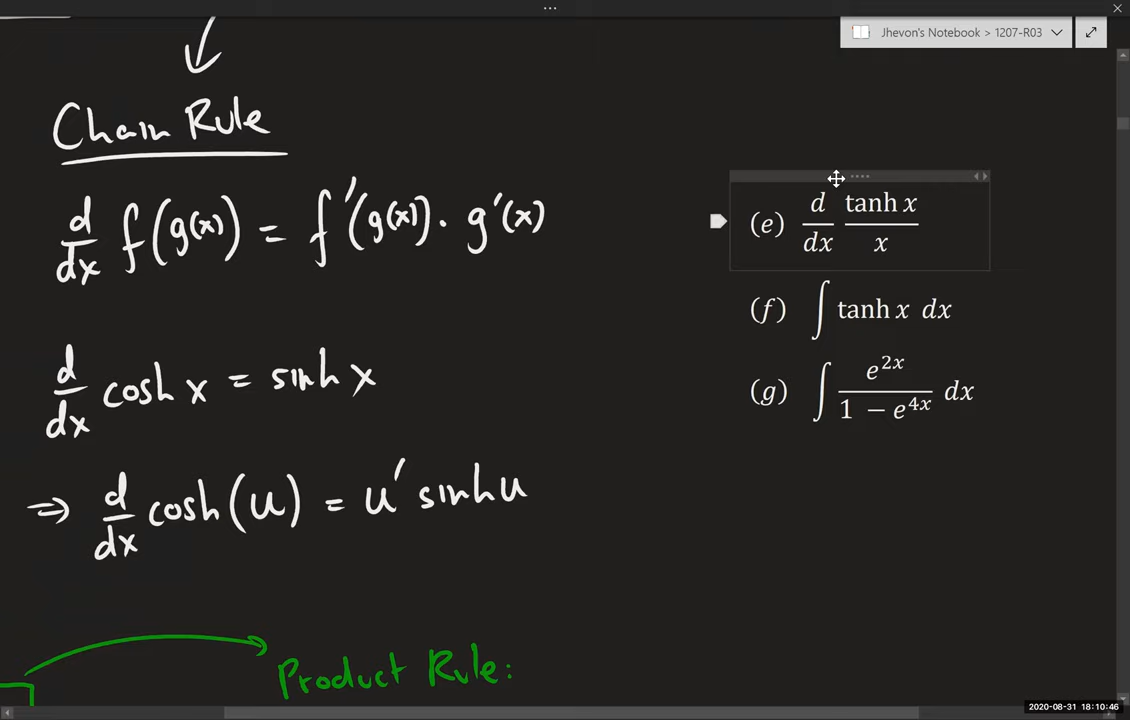 Jhevon's Notebook > 1207-R03
Chain Rule
d/dx f(g(x)) = f'(g(x)) · g'(x)
d/dx cosh x = sinh x
⇒ d/dx cosh(u) = u' sinh u
Product Rule:
(e) d/dx tanh x/x
(f) ∫ tanh x dx
(g) ∫ e^{2x}/(1 − e^{4x}) dx
2020-08-31 18:10:46